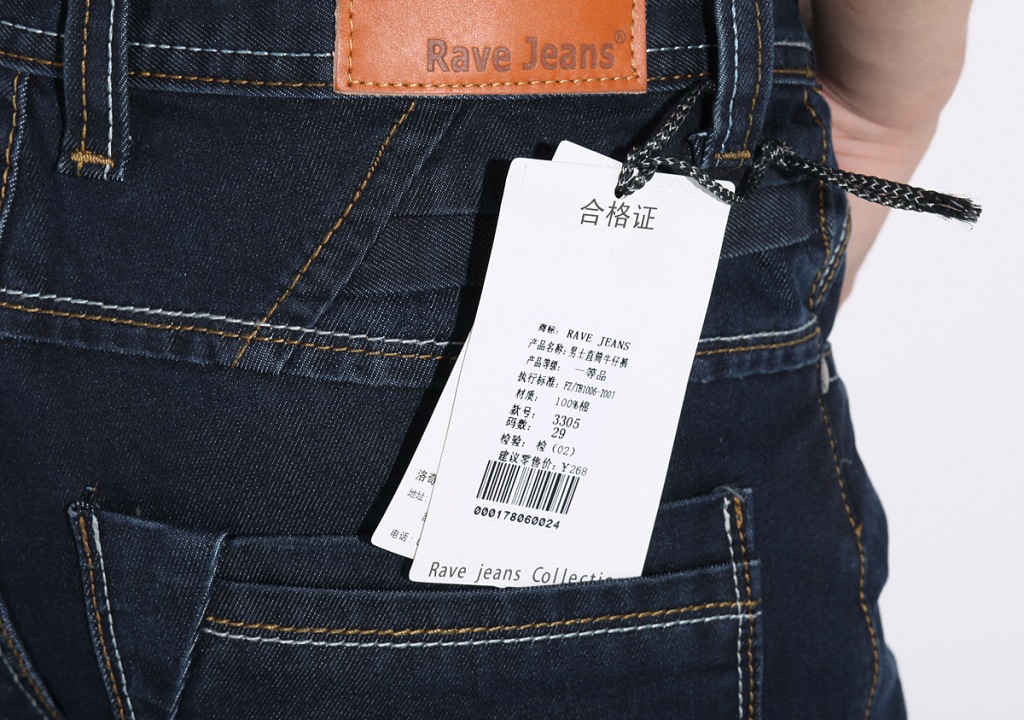 Rave Jeans®
合格证
商标: RAVE JEANS
产品名称: 男士直筒牛仔裤
产品等级: 一等品
执行标准: FZ/T81006-2007
材质: 100%棉
款号: 3305
码数: 29
检验: 检(02)
建议零售价: ¥268
000178060024
洛奇
地址:
电话:
Rave jeans Collectio